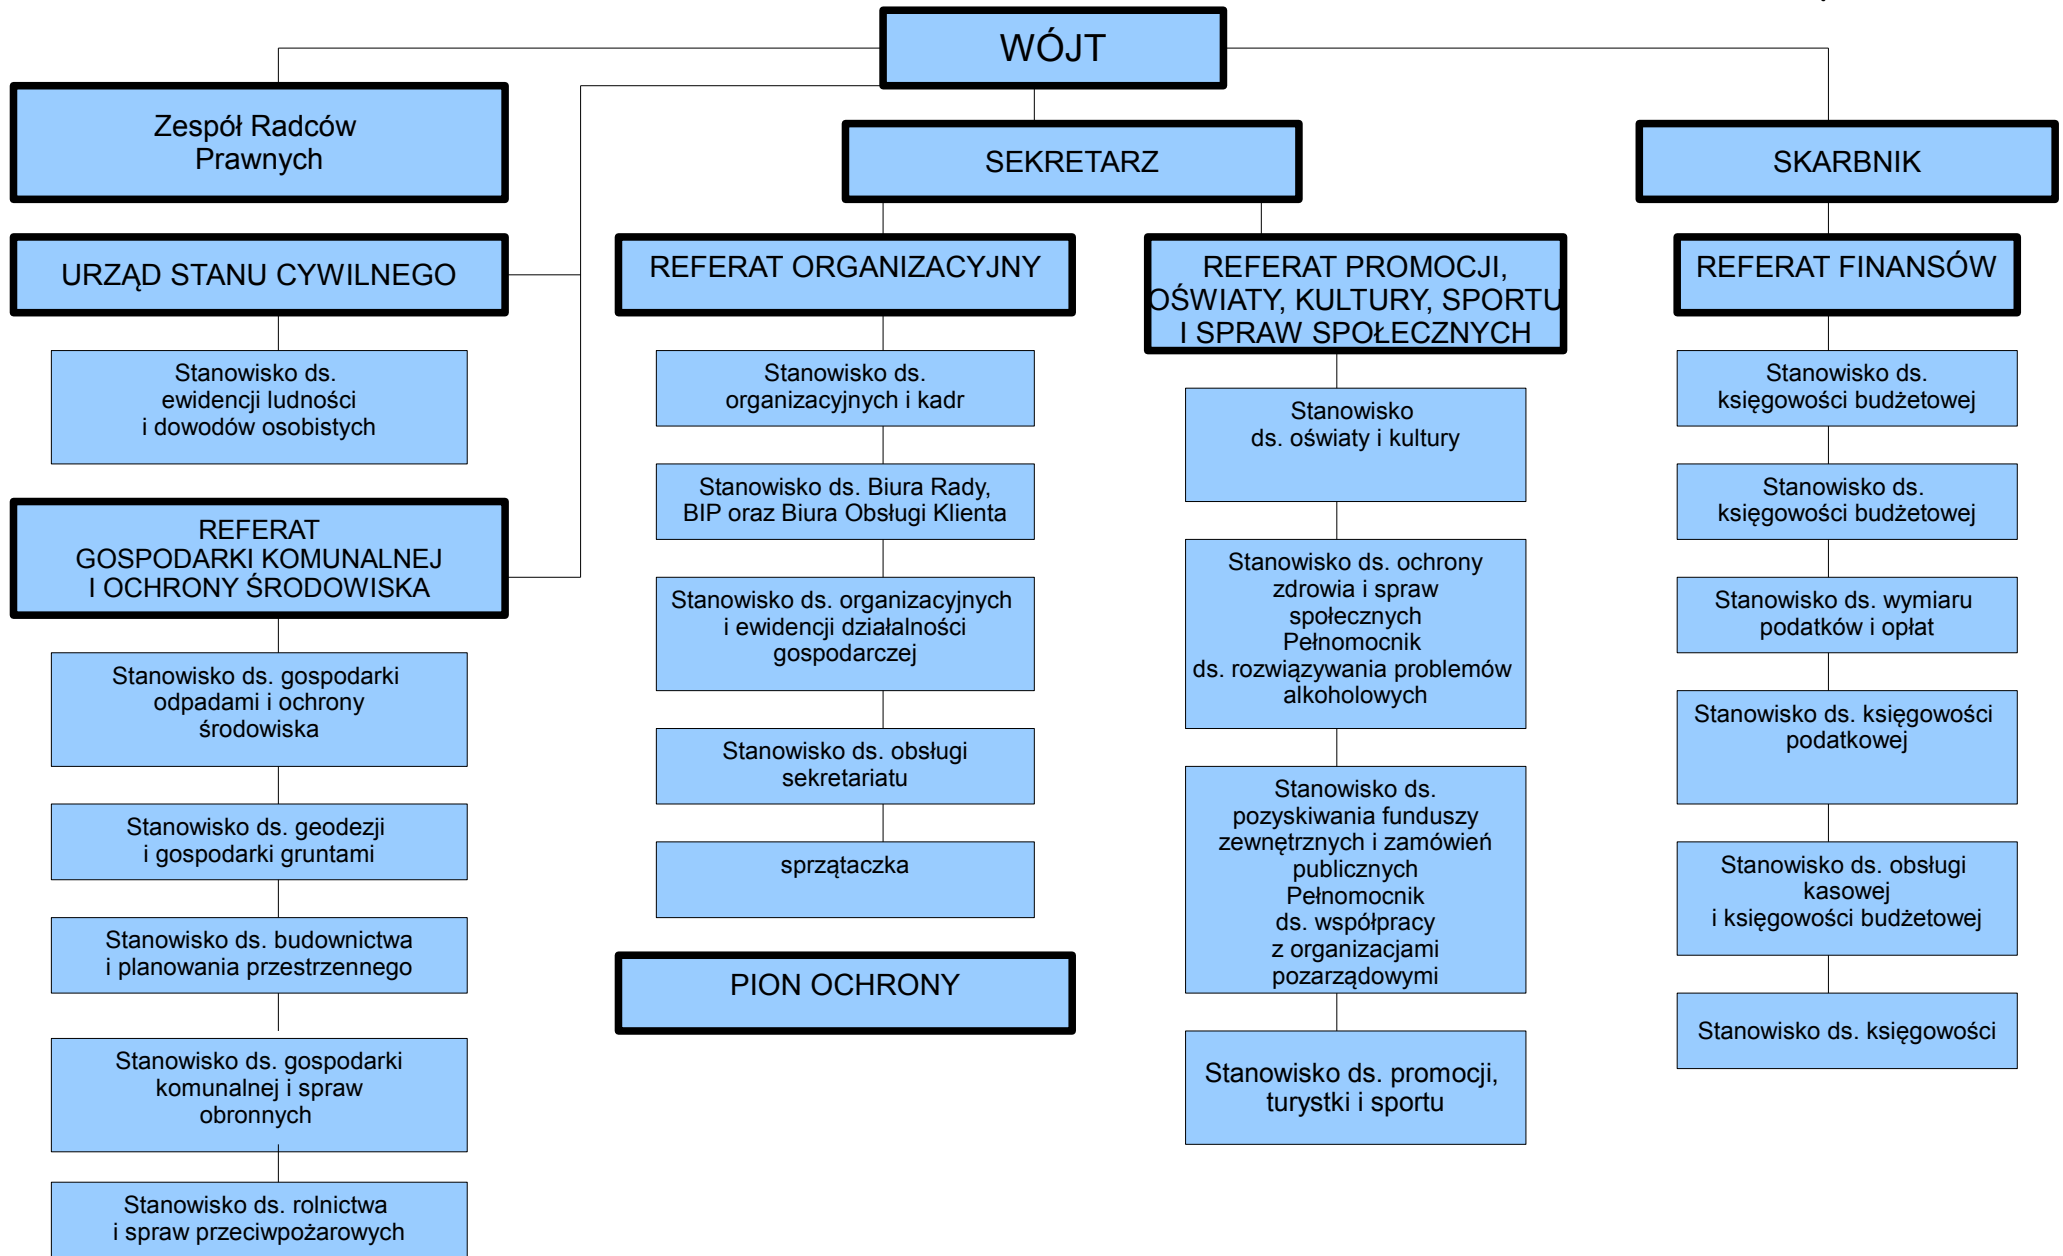 WÓJT
Zespół Radców
Prawnych
SEKRETARZ
SKARBNIK
URZĄD STANU CYWILNEGO
REFERAT ORGANIZACYJNY
REFERAT PROMOCJI,
OŚWIATY, KULTURY, SPORTU
I SPRAW SPOŁECZNYCH
REFERAT FINANSÓW
Stanowisko ds.
ewidencji ludności
i dowodów osobistych
REFERAT
GOSPODARKI KOMUNALNEJ
I OCHRONY ŚRODOWISKA
Stanowisko ds. gospodarki
odpadami i ochrony
środowiska
Stanowisko ds. geodezji
i gospodarki gruntami
Stanowisko ds. budownictwa
i planowania przestrzennego
Stanowisko ds. gospodarki
komunalnej i spraw
obronnych
Stanowisko ds. rolnictwa
i spraw przeciwpożarowych
Stanowisko ds.
organizacyjnych i kadr
Stanowisko ds. Biura Rady,
BIP oraz Biura Obsługi Klienta
Stanowisko ds. organizacyjnych
i ewidencji działalności
gospodarczej
Stanowisko ds. obsługi
sekretariatu
sprzątaczka
PION OCHRONY
Stanowisko
ds. oświaty i kultury
Stanowisko ds. ochrony
zdrowia i spraw
społecznych
Pełnomocnik
ds. rozwiązywania problemów
alkoholowych
Stanowisko ds.
pozyskiwania funduszy
zewnętrznych i zamówień
publicznych
Pełnomocnik
ds. współpracy
z organizacjami
pozarządowymi
Stanowisko ds. promocji,
turystki i sportu
Stanowisko ds.
księgowości budżetowej
Stanowisko ds.
księgowości budżetowej
Stanowisko ds. wymiaru
podatków i opłat
Stanowisko ds. księgowości
podatkowej
Stanowisko ds. obsługi
kasowej
i księgowości budżetowej
Stanowisko ds. księgowości